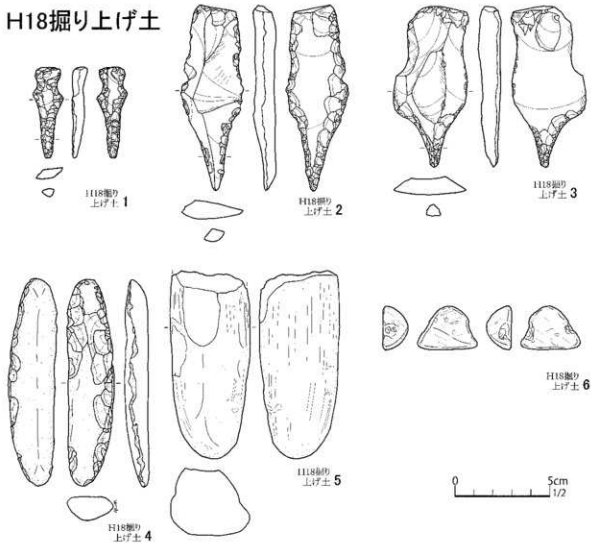 H18掘り上げ土
H18掘り
上げ土 1
H18掘り
上げ土 2
H18掘り
上げ土 3
H18掘り
上げ土 4
H18掘り
上げ土 5
H18掘り
上げ土 6
0 5cm
1/2